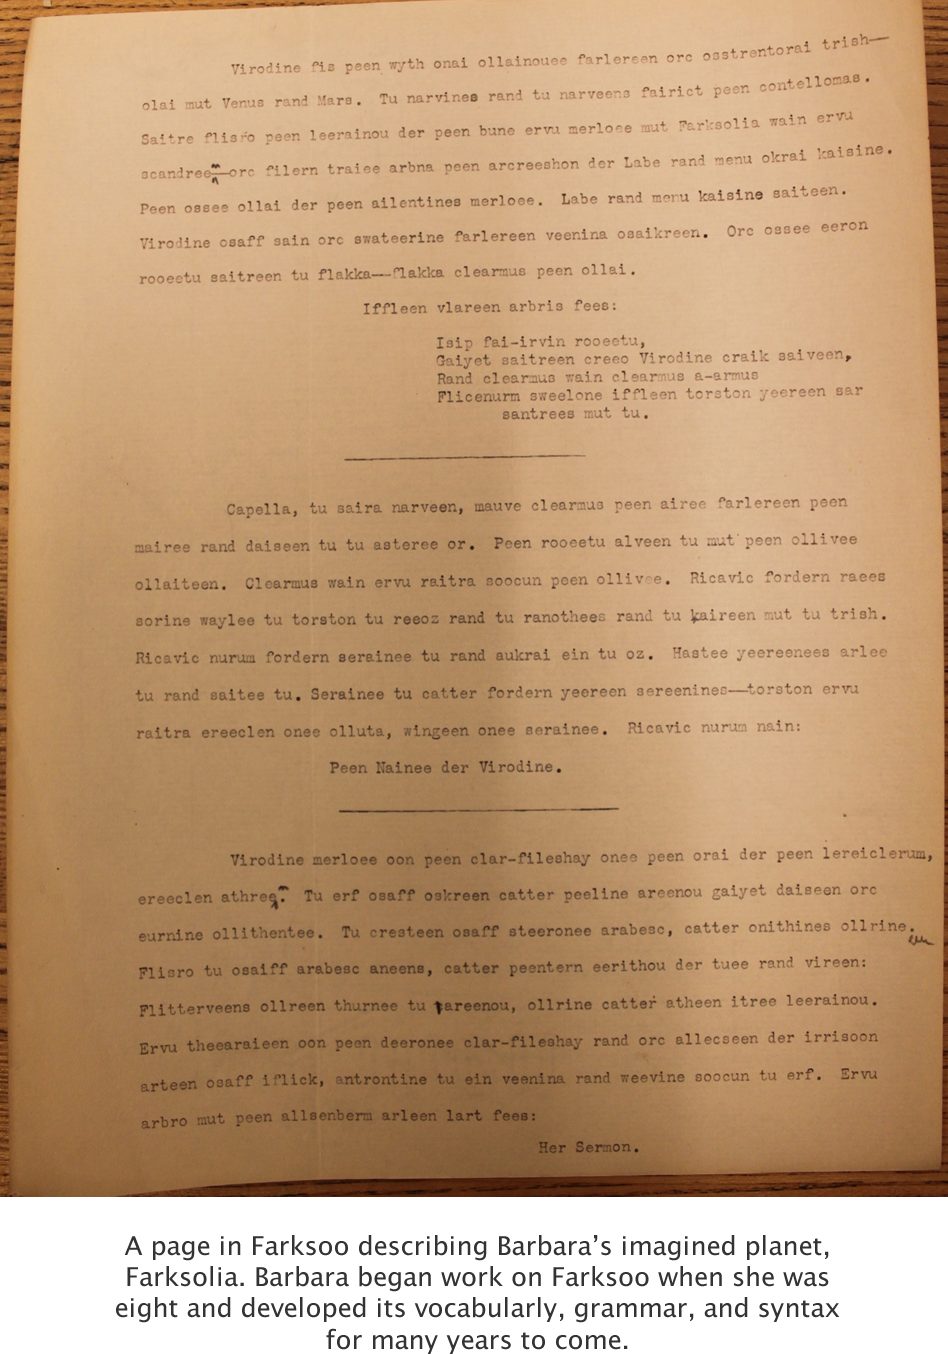 Virodine fis peen wyth onai ollainouee farlereen orc osstrentorai trish—
olai mut Venus rand Mars. Tu narvines rand tu narveens fairict peen contellomas.
Saitre flisro peen leerainou der peen bune ervu merloee mut Farksolia wain ervu
scandreem—orc filern traiee arbna peen arcreeshon der Labe rand menu okrai kaisine.
Peen ossee ollai der peen ailentines merloee. Labe rand menu kaisine saiteen.
Virodine osaff sain orc swateerine farlereen veenina osaikreen. Orc ossee eeron
rooeetu saitreen tu flakka—flakka clearmus peen ollai.
Iffleen vlareen arbris fees:
Isip fai-irvin rooeetu,
Gaiyet saitreen creeo Virodine craik saiveen,
Rand clearmus wain clearmus a-armus
Flicenurm sweelone iffleen torston yeereen sar
santrees mut tu.
Capella, tu saira narveen, mauve clearmus peen airee farlereen peen
mairee rand daiseen tu tu asteree or. Peen rooeetu alveen tu mut peen ollivee
ollaiteen. Clearmus wain ervu raitra soocun peen ollivee. Ricavic fordern raees
sorine waylee tu torston tu reeoz rand tu ranothees rand tu kaireen mut tu trish.
Ricavic nurum fordern serainee tu rand aukrai ein tu oz. Hastee yeereenees arlee
tu rand saitee tu. Serainee tu catter fordern yeereen sereenines—torston ervu
raitra ereeclen onee olluta, wingeen onee serainee. Ricavic nurum nain:
Peen Nainee der Virodine.
Virodine merloee oon peen clar-fileshay onee peen orai der peen lereiclerum,
ereeclen athreem. Tu erf osaff oskreen catter peeline areenou gaiyet daiseen orc
eurnine ollithentee. Tu cresteen osaff steeronee arabesc, catter onithines ollrine.
Flisro tu osaiff arabesc aneens, catter peentern eerithou der tuee rand vireen:
Flitterveens ollreen thurnee tu tareenou, ollrine catter atheen itree leerainou.
Ervu theearaieen oon peen deeronee clar-fileshay rand orc allecseen der irrisoon
arteen osaff iflick, antrontine tu ein veenina rand weevine soocun tu erf. Ervu
arbro mut peen allsenberm arleen lart fees:
Her Sermon.
A page in Farksoo describing Barbara's imagined planet,
Farksolia. Barbara began work on Farksoo when she was
eight and developed its vocabularly, grammar, and syntax
for many years to come.